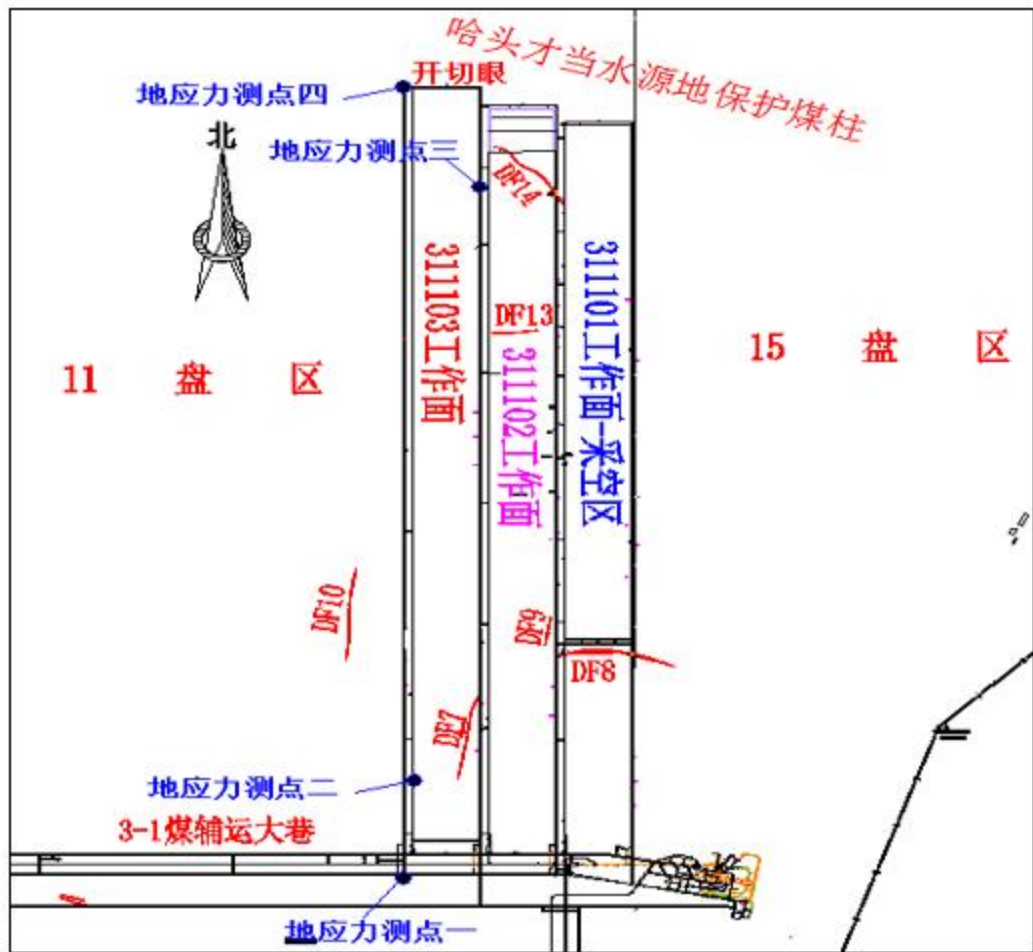 哈头才当水源地保护煤柱
开切眼
地应力测点四
北
地应力测点三
DF14
311103工作面
311101工作面-采空区
DF13
311102工作面
11 盘 区
15 盘 区
DF10
DF9
DF8
DF7
地应力测点二
3-1煤辅运大巷
地应力测点一